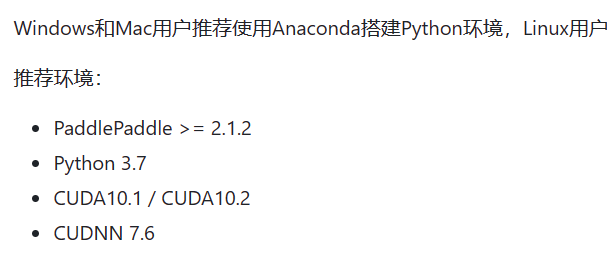 Windows和Mac用户推荐使用Anaconda搭建Python环境，Linux用户
推荐环境：
• PaddlePaddle >= 2.1.2
• Python 3.7
• CUDA10.1 / CUDA10.2
• CUDNN 7.6